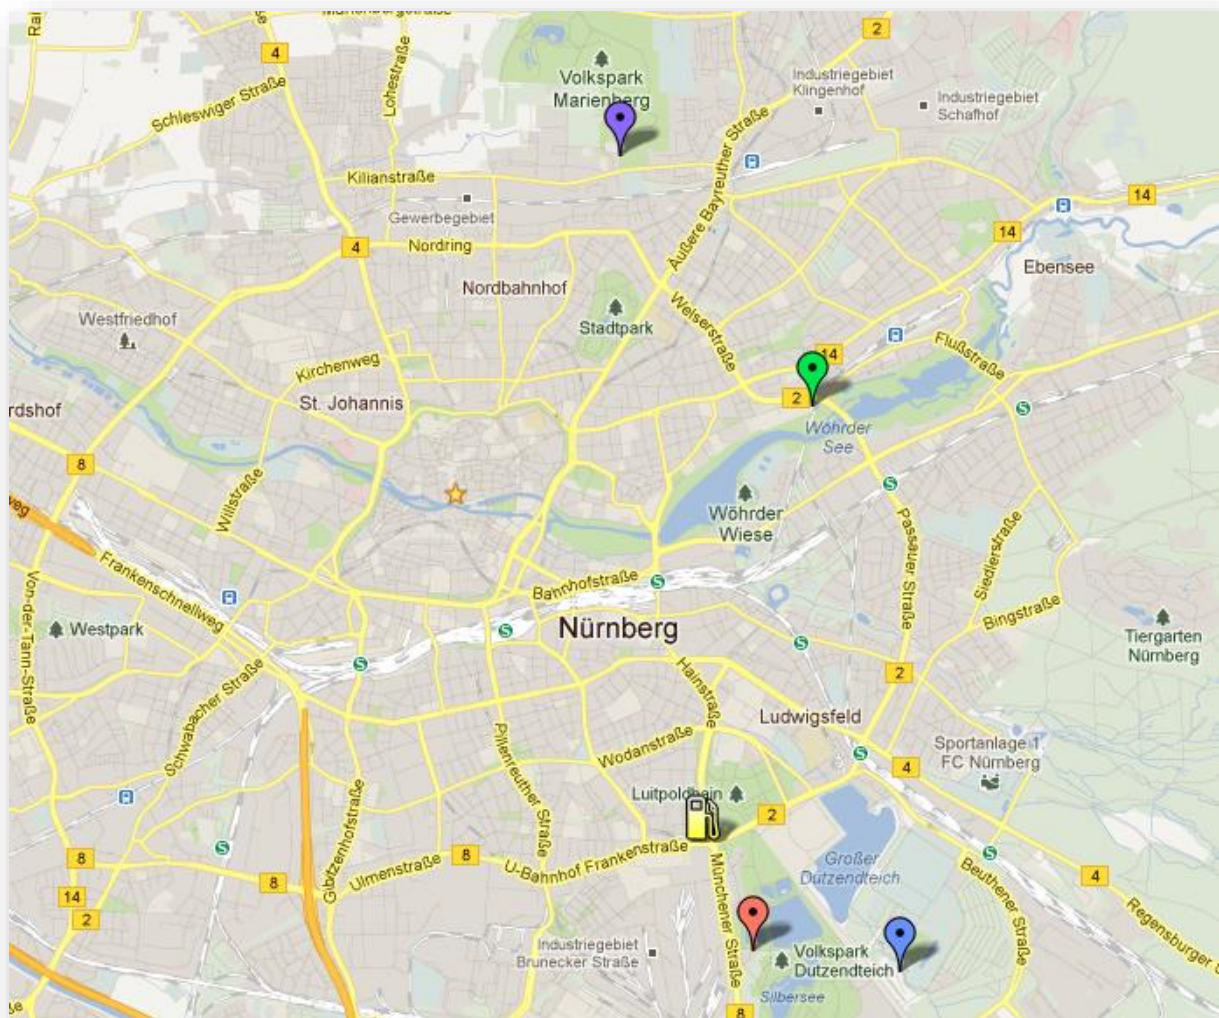 2
4
Volkspark
Marienberg
Industriegebiet
Klingenhof
Industriegebiet
Schafhof
Lohestraße
Schleswiger Straße
Äußere Bayreuther Straße
Kilianstraße
14
Gewerbegebiet
4
Nordring
14
Ebensee
Nordbahnhof
Westfriedhof
Stadtpark
Welserstraße
Flußstraße
14
Kirchenweg
2
St. Johannis
rdshof
Wöhrder
See
8
Willstraße
S
S
Wöhrder
Wiese
Passauer Straße
Siedlerstraße
weg
Frankenschnellweg
Von-der-Tann-Straße
Bahnhofstraße
S
Bingstraße
Westpark
S
Nürnberg
S
Tiergarten
Nürnberg
S
2
Schwabacher Straße
Hainstraße
Ludwigsfeld
Pillenreuther Straße
Wodanstraße
S
4
Sportanlage 1
FC Nürnberg
Gibitzenhofstraße
Luitpoldhain
2
S
8
8
U-Bahnhof Frankenstraße
Ulmenstraße
8
Münchener Straße
Großer
Dutzendteich
S
Beuthener Straße
4
14
2
Regensburger
Industriegebiet
Brunecker Straße
Volkspark
Dutzendteich
Silbersee
8